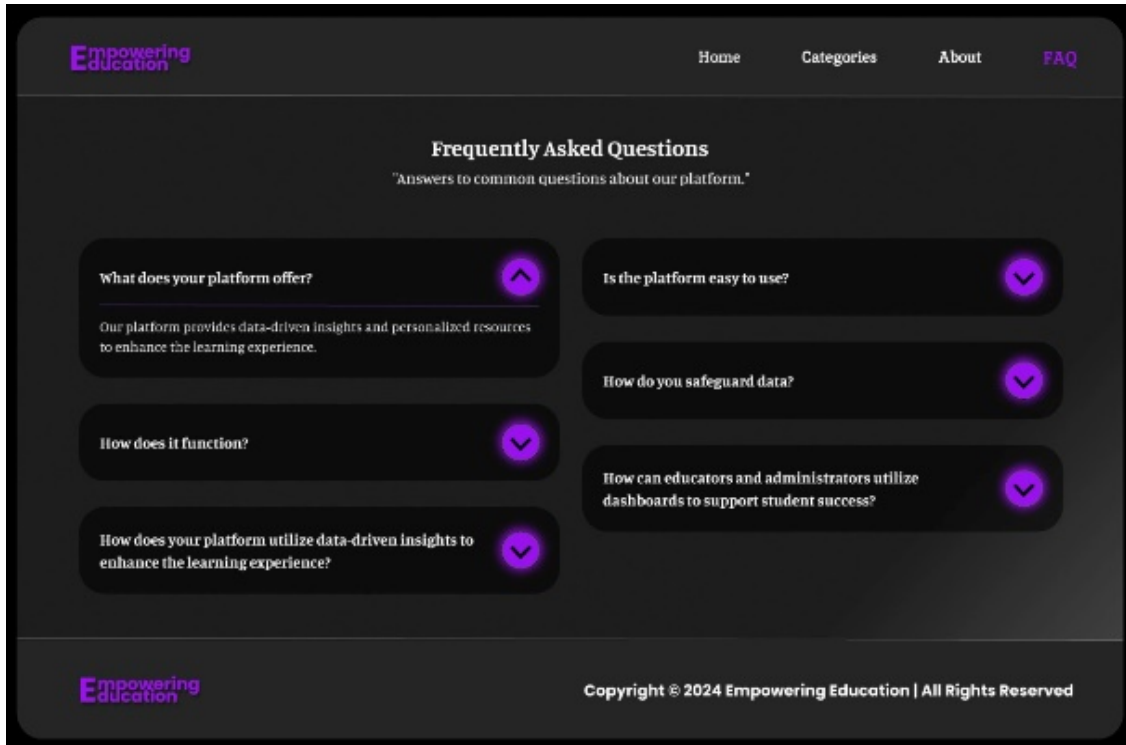 Empowering
Education
Home
Categories
About
FAQ
Frequently Asked Questions
"Answers to common questions about our platform."
What does your platform offer?
Our platform provides data-driven insights and personalized resources
to enhance the learning experience.
How does it function?
How does your platform utilize data-driven insights to
enhance the learning experience?
Is the platform easy to use?
How do you safeguard data?
How can educators and administrators utilize
dashboards to support student success?
Empowering
Education
Copyright © 2024 Empowering Education | All Rights Reserved